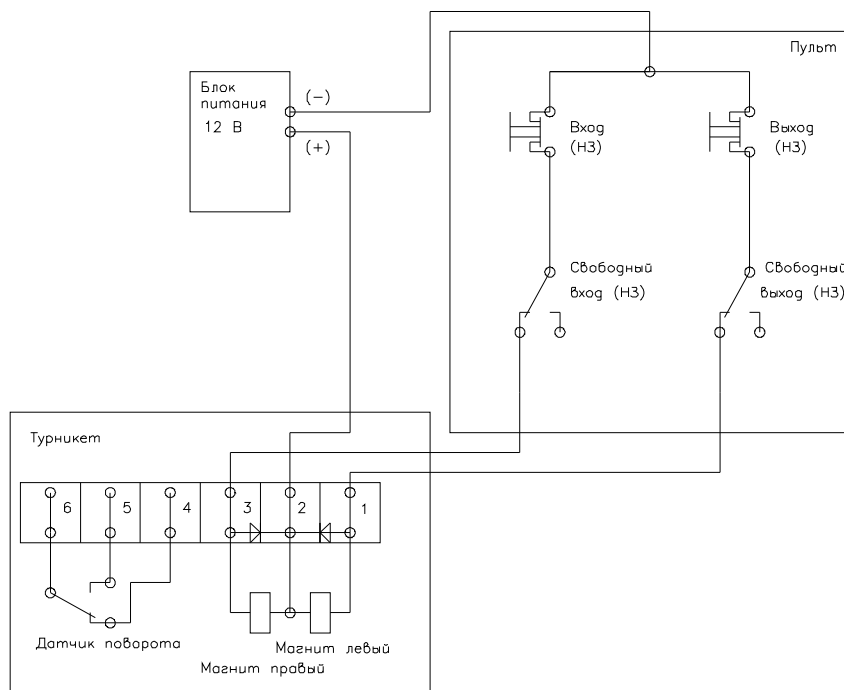 Пульт
Блок
питания
12 В
(-)
(+)
Вход
(НЗ)
Выход
(НЗ)
Свободный
вход (НЗ)
Свободный
выход (НЗ)
Турникет
6 5 4 3 2 1
Датчик поворота
Магнит левый
Магнит правый